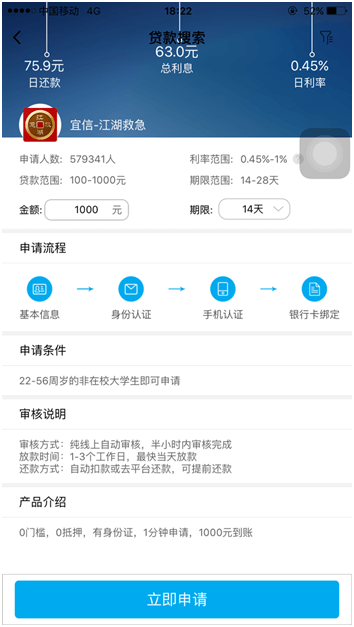 中国移动 4G 18:22 52%
贷款搜索
75.9元 63.0元 0.45%
日还款 总利息 日利率
宜信-江湖救急
申请人数: 579341人 利率范围: 0.45%-1%
贷款范围: 100-1000元 期限范围: 14-28天
金额: 1000 元 期限: 14天
申请流程
基本信息 身份认证 手机认证 银行卡绑定
申请条件
22-56周岁的非在校大学生即可申请
审核说明
审核方式: 纯线上自动审核，半小时内审核完成
放款时间: 1-3个工作日，最快当天放款
还款方式: 自动扣款或去平台还款，可提前还款
产品介绍
0门槛，0抵押，有身份证，1分钟申请，1000元到账
立即申请